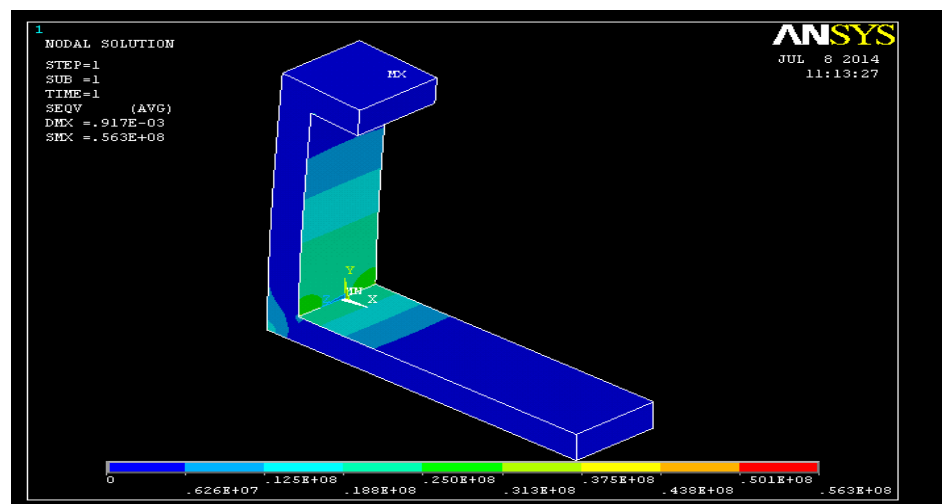 1
NODAL SOLUTION
STEP=1
SUB =1
TIME=1
SEQV (AVG)
DMX =.917E-03
SMX =.563E+08
ANSYS
JUL 8 2014
11:13:27
MX
Y
MN
Z
X
0 .125E+08 .250E+08 .375E+08 .501E+08
.626E+07 .188E+08 .313E+08 .438E+08 .563E+08